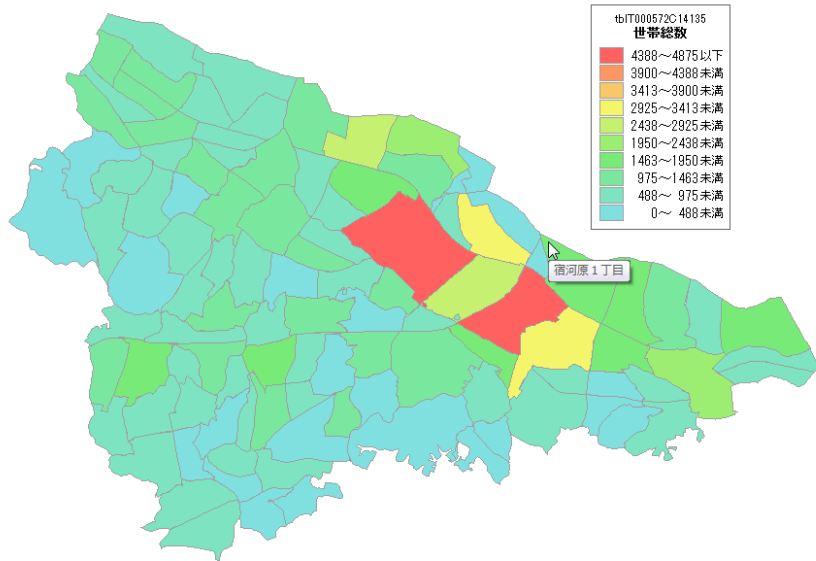 tblT000572C14135
世帯総数
4388～4875以下
3900～4388未満
3413～3900未満
2925～3413未満
2438～2925未満
1950～2438未満
1463～1950未満
975～1463未満
488～ 975未満
0～ 488未満
宿河原１丁目